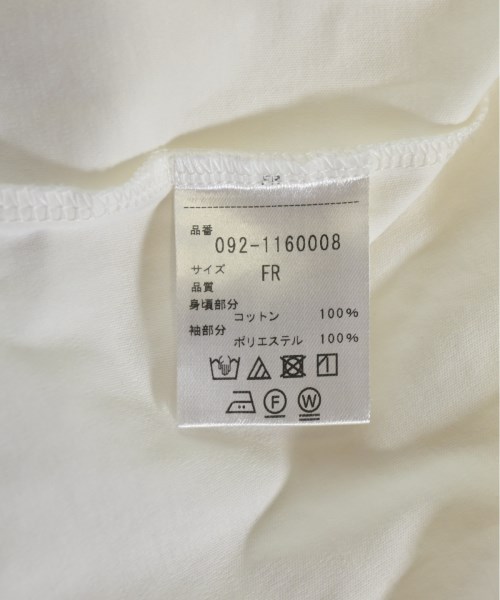 品番
092-1160008
サイズ FR
品質
身頃部分
コットン 100%
袖部分
ポリエステル 100%
F W